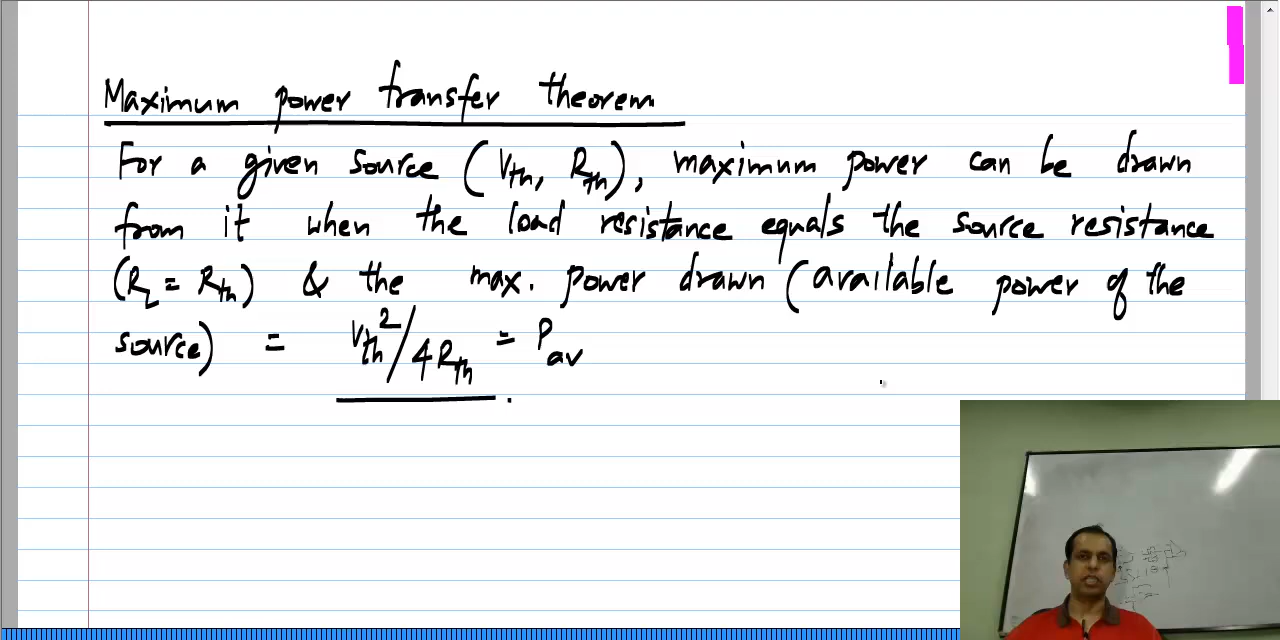 Maximum power transfer theorem
For a given source (Vth, Rth), maximum power can be drawn
from it when the load resistance equals the source resistance
(RL = Rth) & the max. power drawn (available power of the
source) = Vth²/4Rth = Pav.